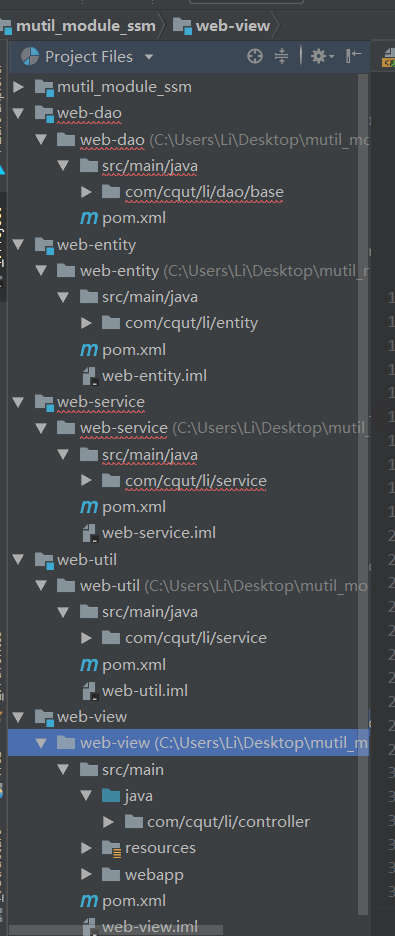 mutil_module_ssm web-view
Project Files
mutil_module_ssm
web-dao
web-dao (C:\Users\Li\Desktop\mutil_mo
src/main/java
com/cqut/li/dao/base
pom.xml
web-entity
web-entity (C:\Users\Li\Desktop\mutil_r
src/main/java
com/cqut/li/entity
pom.xml
web-entity.iml
web-service
web-service (C:\Users\Li\Desktop\mutil_
src/main/java
com/cqut/li/service
pom.xml
web-service.iml
web-util
web-util (C:\Users\Li\Desktop\mutil_mo
src/main/java
com/cqut/li/service
pom.xml
web-util.iml
web-view
web-view (C:\Users\Li\Desktop\mutil_m
src/main
java
com/cqut/li/controller
resources
webapp
pom.xml
web-view.iml